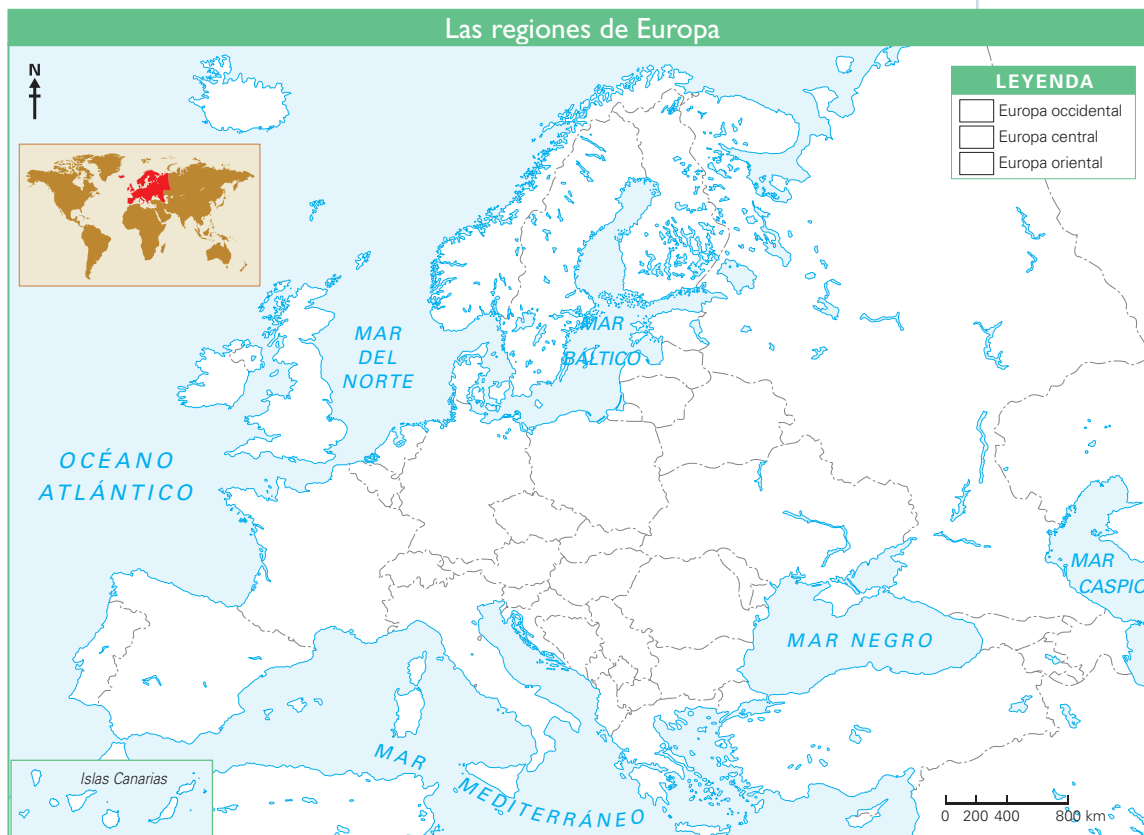 Las regiones de Europa
N
LEYENDA
Europa occidental
Europa central
Europa oriental
MAR
DEL
NORTE
MAR
BÁLTICO
OCÉANO
ATLÁNTICO
MAR
CASPIO
MAR NEGRO
MAR
MEDITERRÁNEO
Islas Canarias
0 200 400 800 km